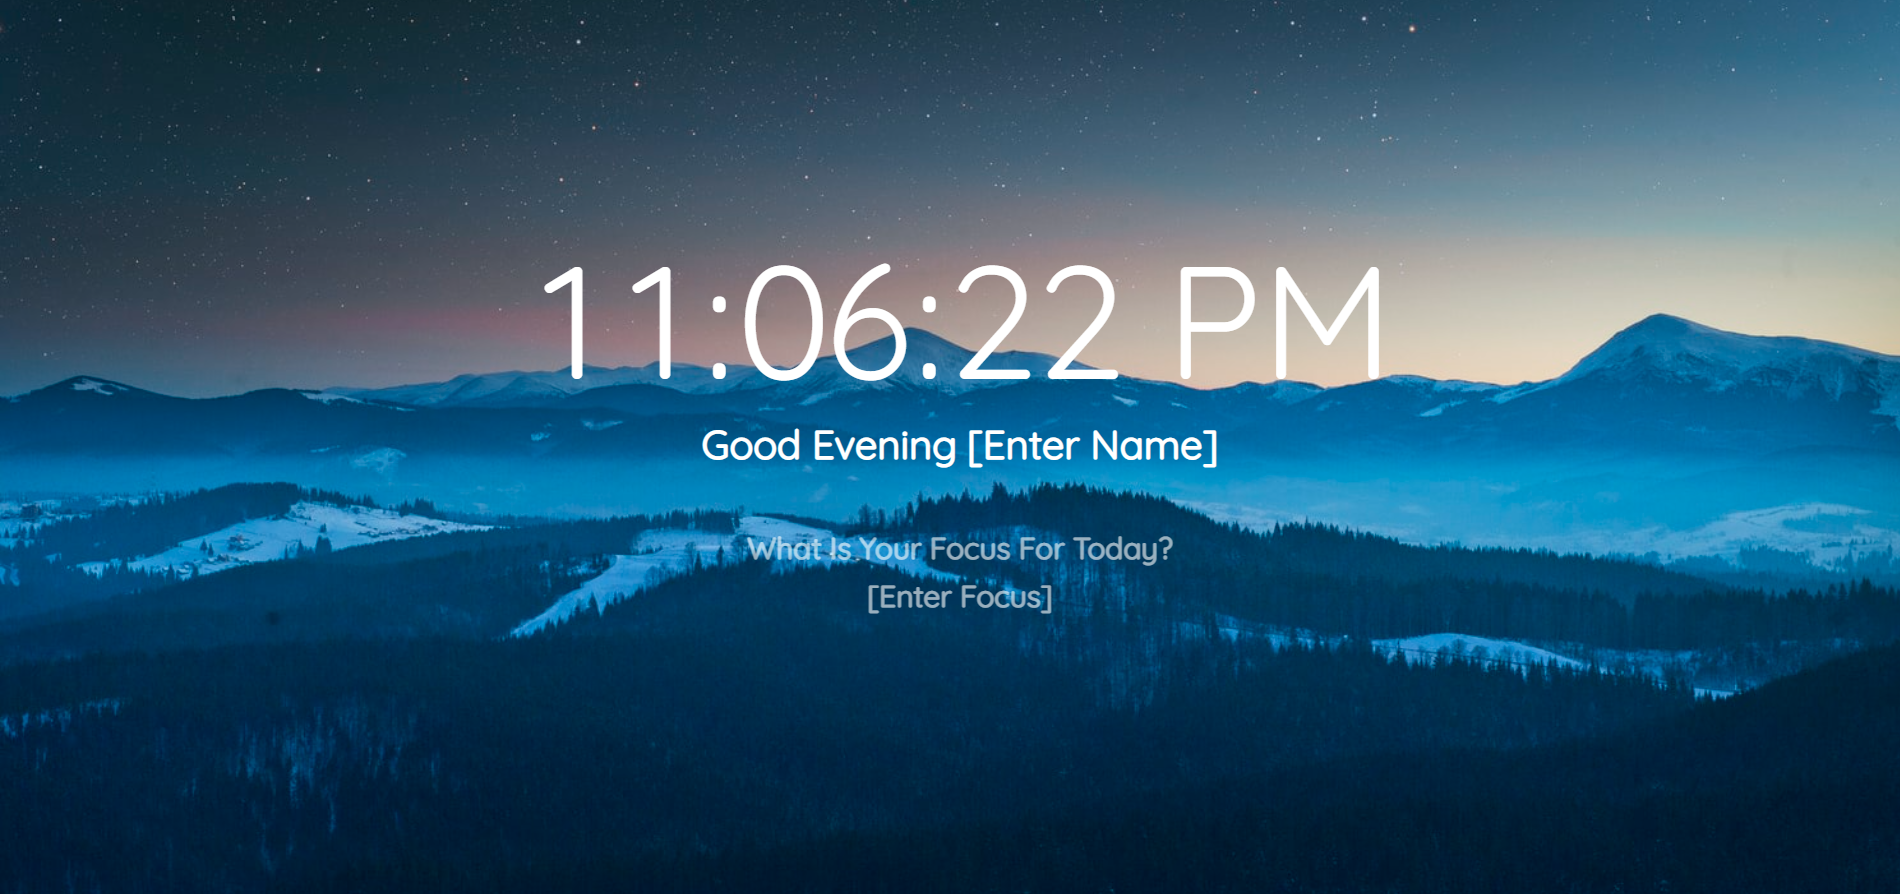 11:06:22 PM
Good Evening [Enter Name]
What Is Your Focus For Today?
[Enter Focus]